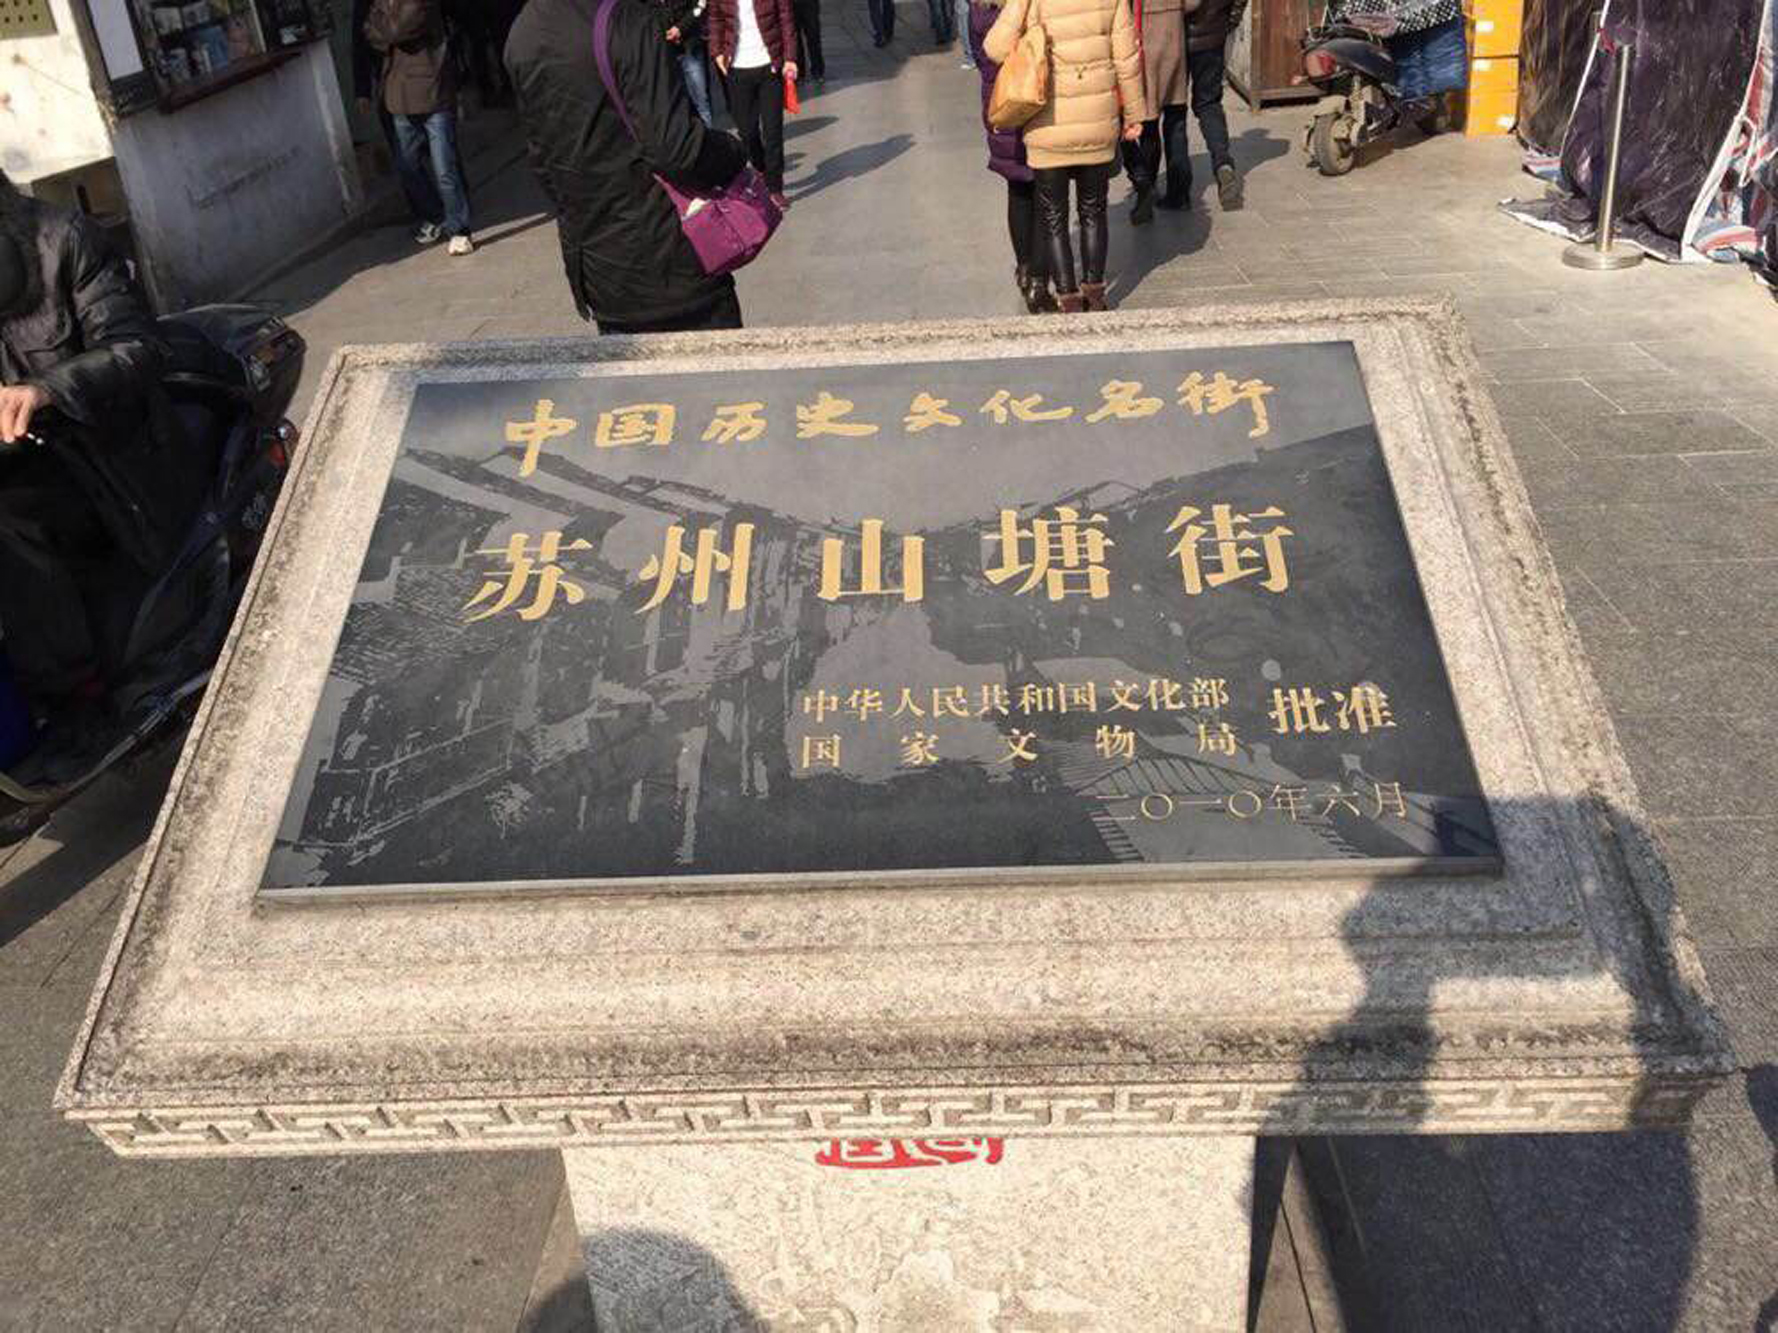 中国历史文化名街
苏州山塘街
中华人民共和国文化部
国家文物局 批准
二〇一〇年六月